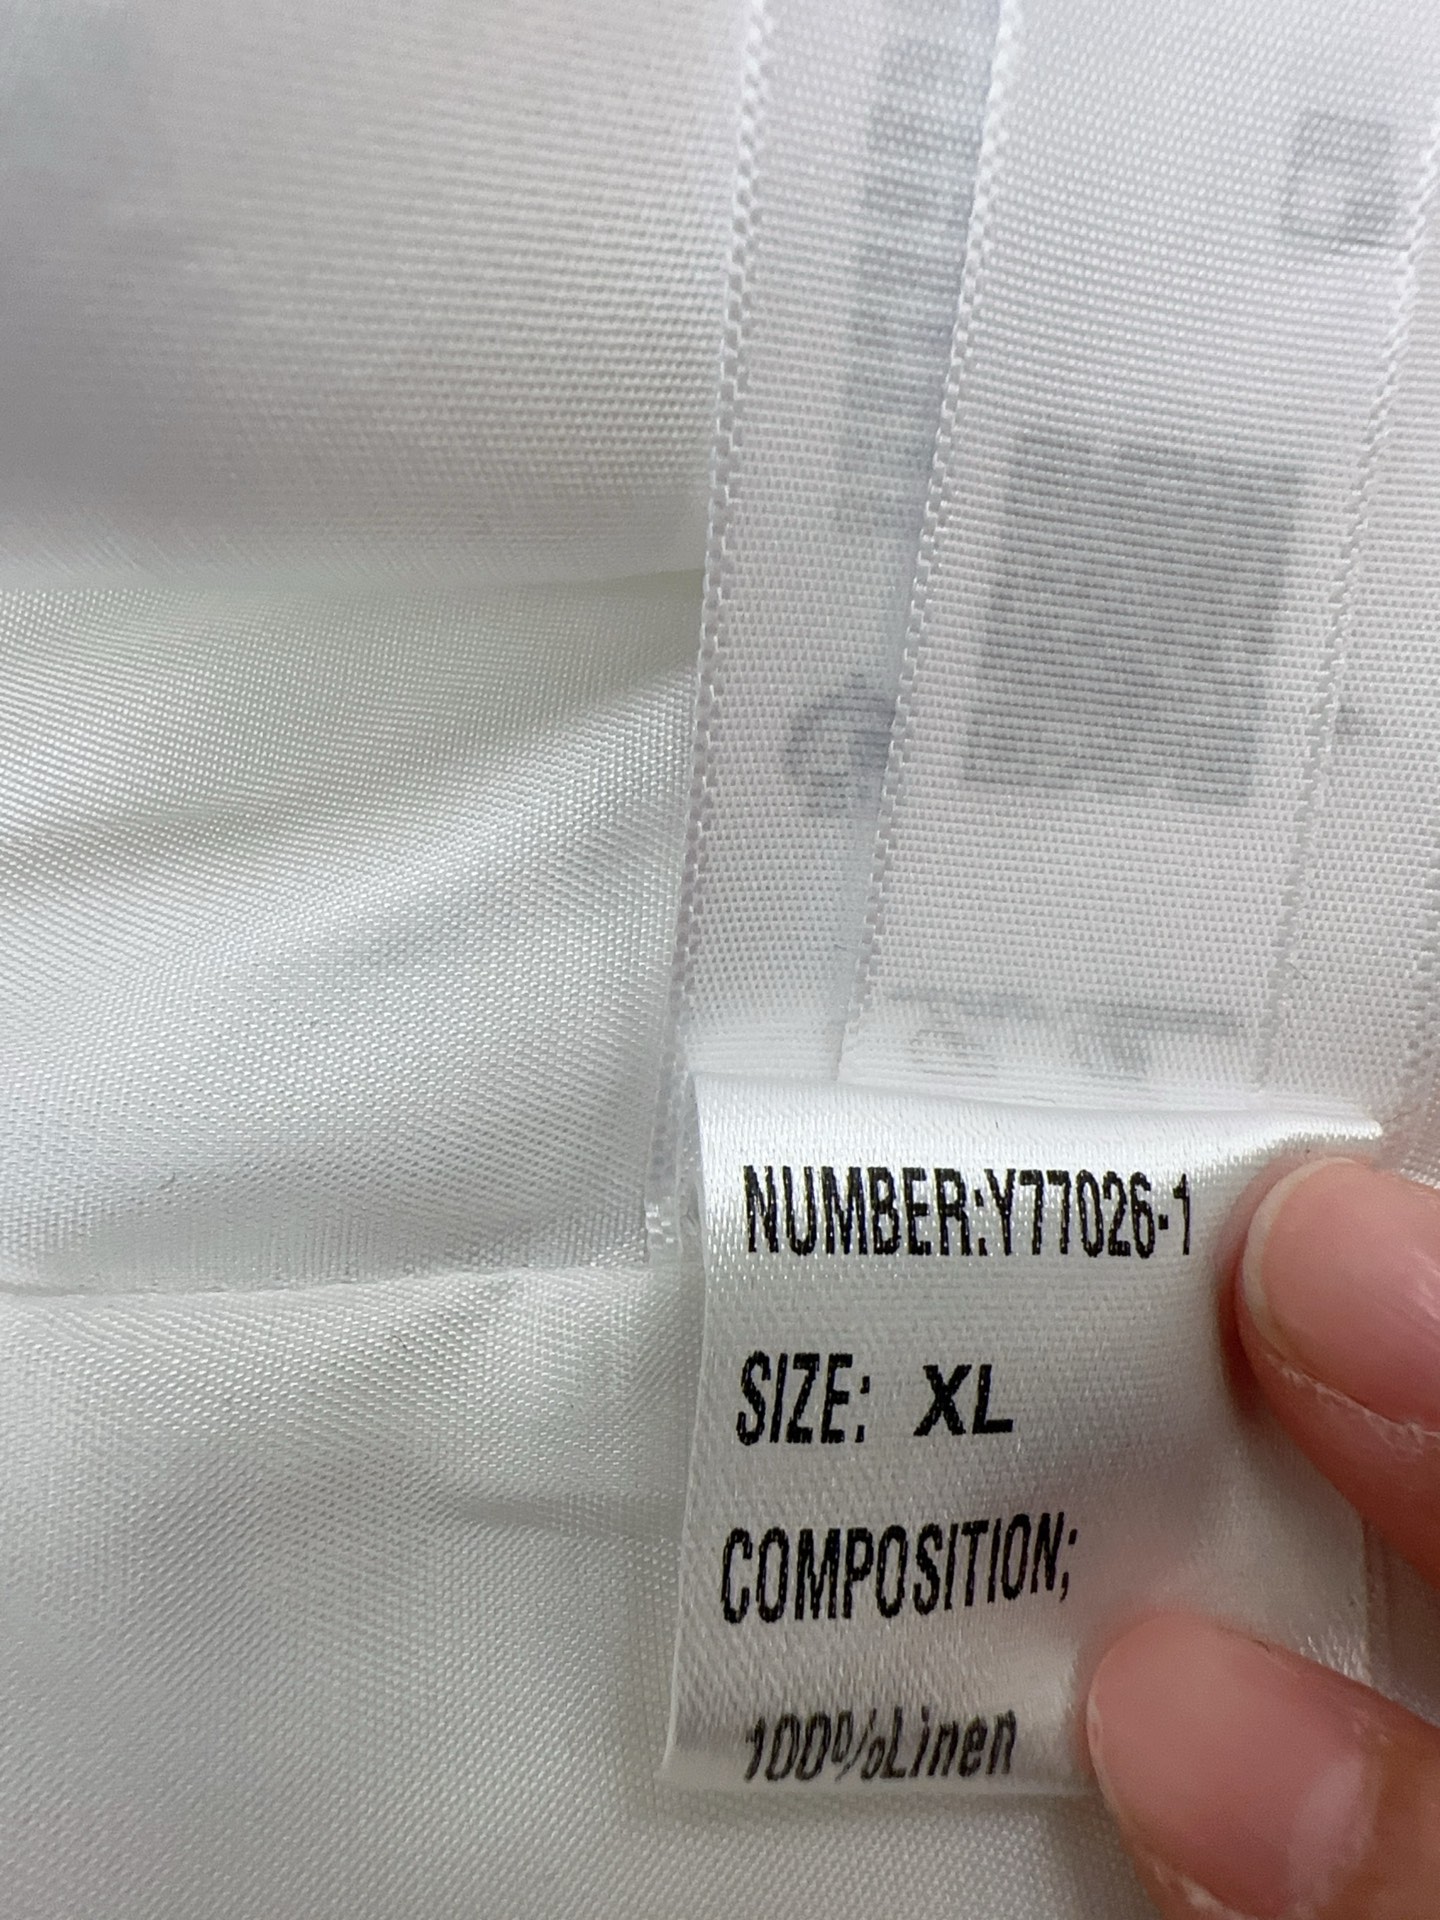 NUMBER:Y77026-1
SIZE: XL
COMPOSITION;
100%Linen